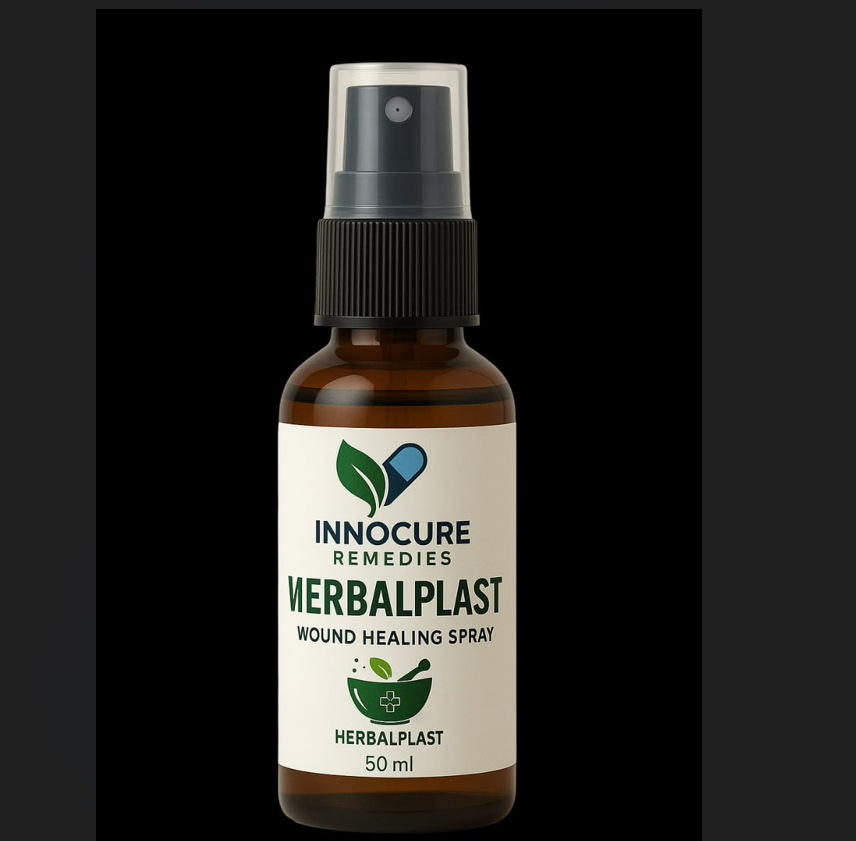 INNOCURE
REMEDIES
MERBALPLAST
WOUND HEALING SPRAY
HERBALPLAST
50 ml